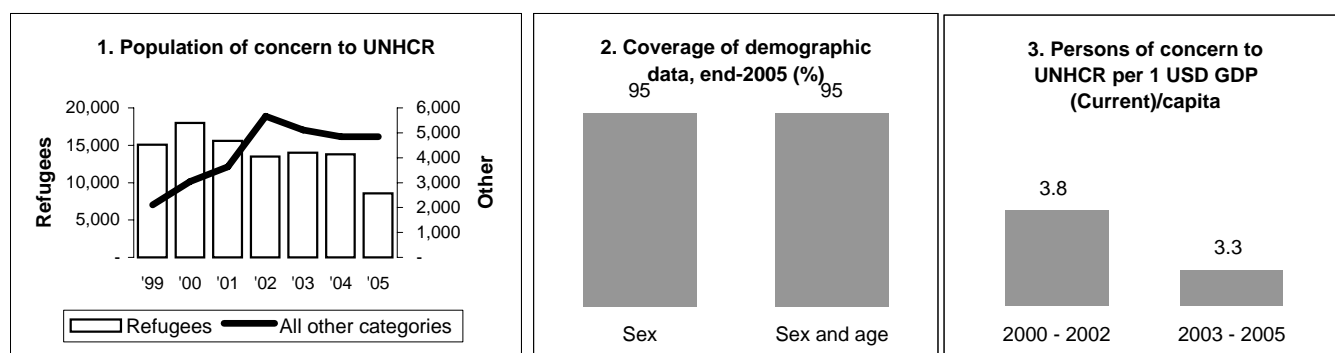 1. Population of concern to UNHCR
20,000
15,000
10,000
5,000
-
Refugees
6,000
5,000
4,000
3,000
2,000
1,000
-
Other
'99 '00 '01 '02 '03 '04 '05
Refugees All other categories
2. Coverage of demographic
data, end-2005 (%)
95 95
Sex Sex and age
3. Persons of concern to
UNHCR per 1 USD GDP
(Current)/capita
3.8
3.3
2000 - 2002 2003 - 2005